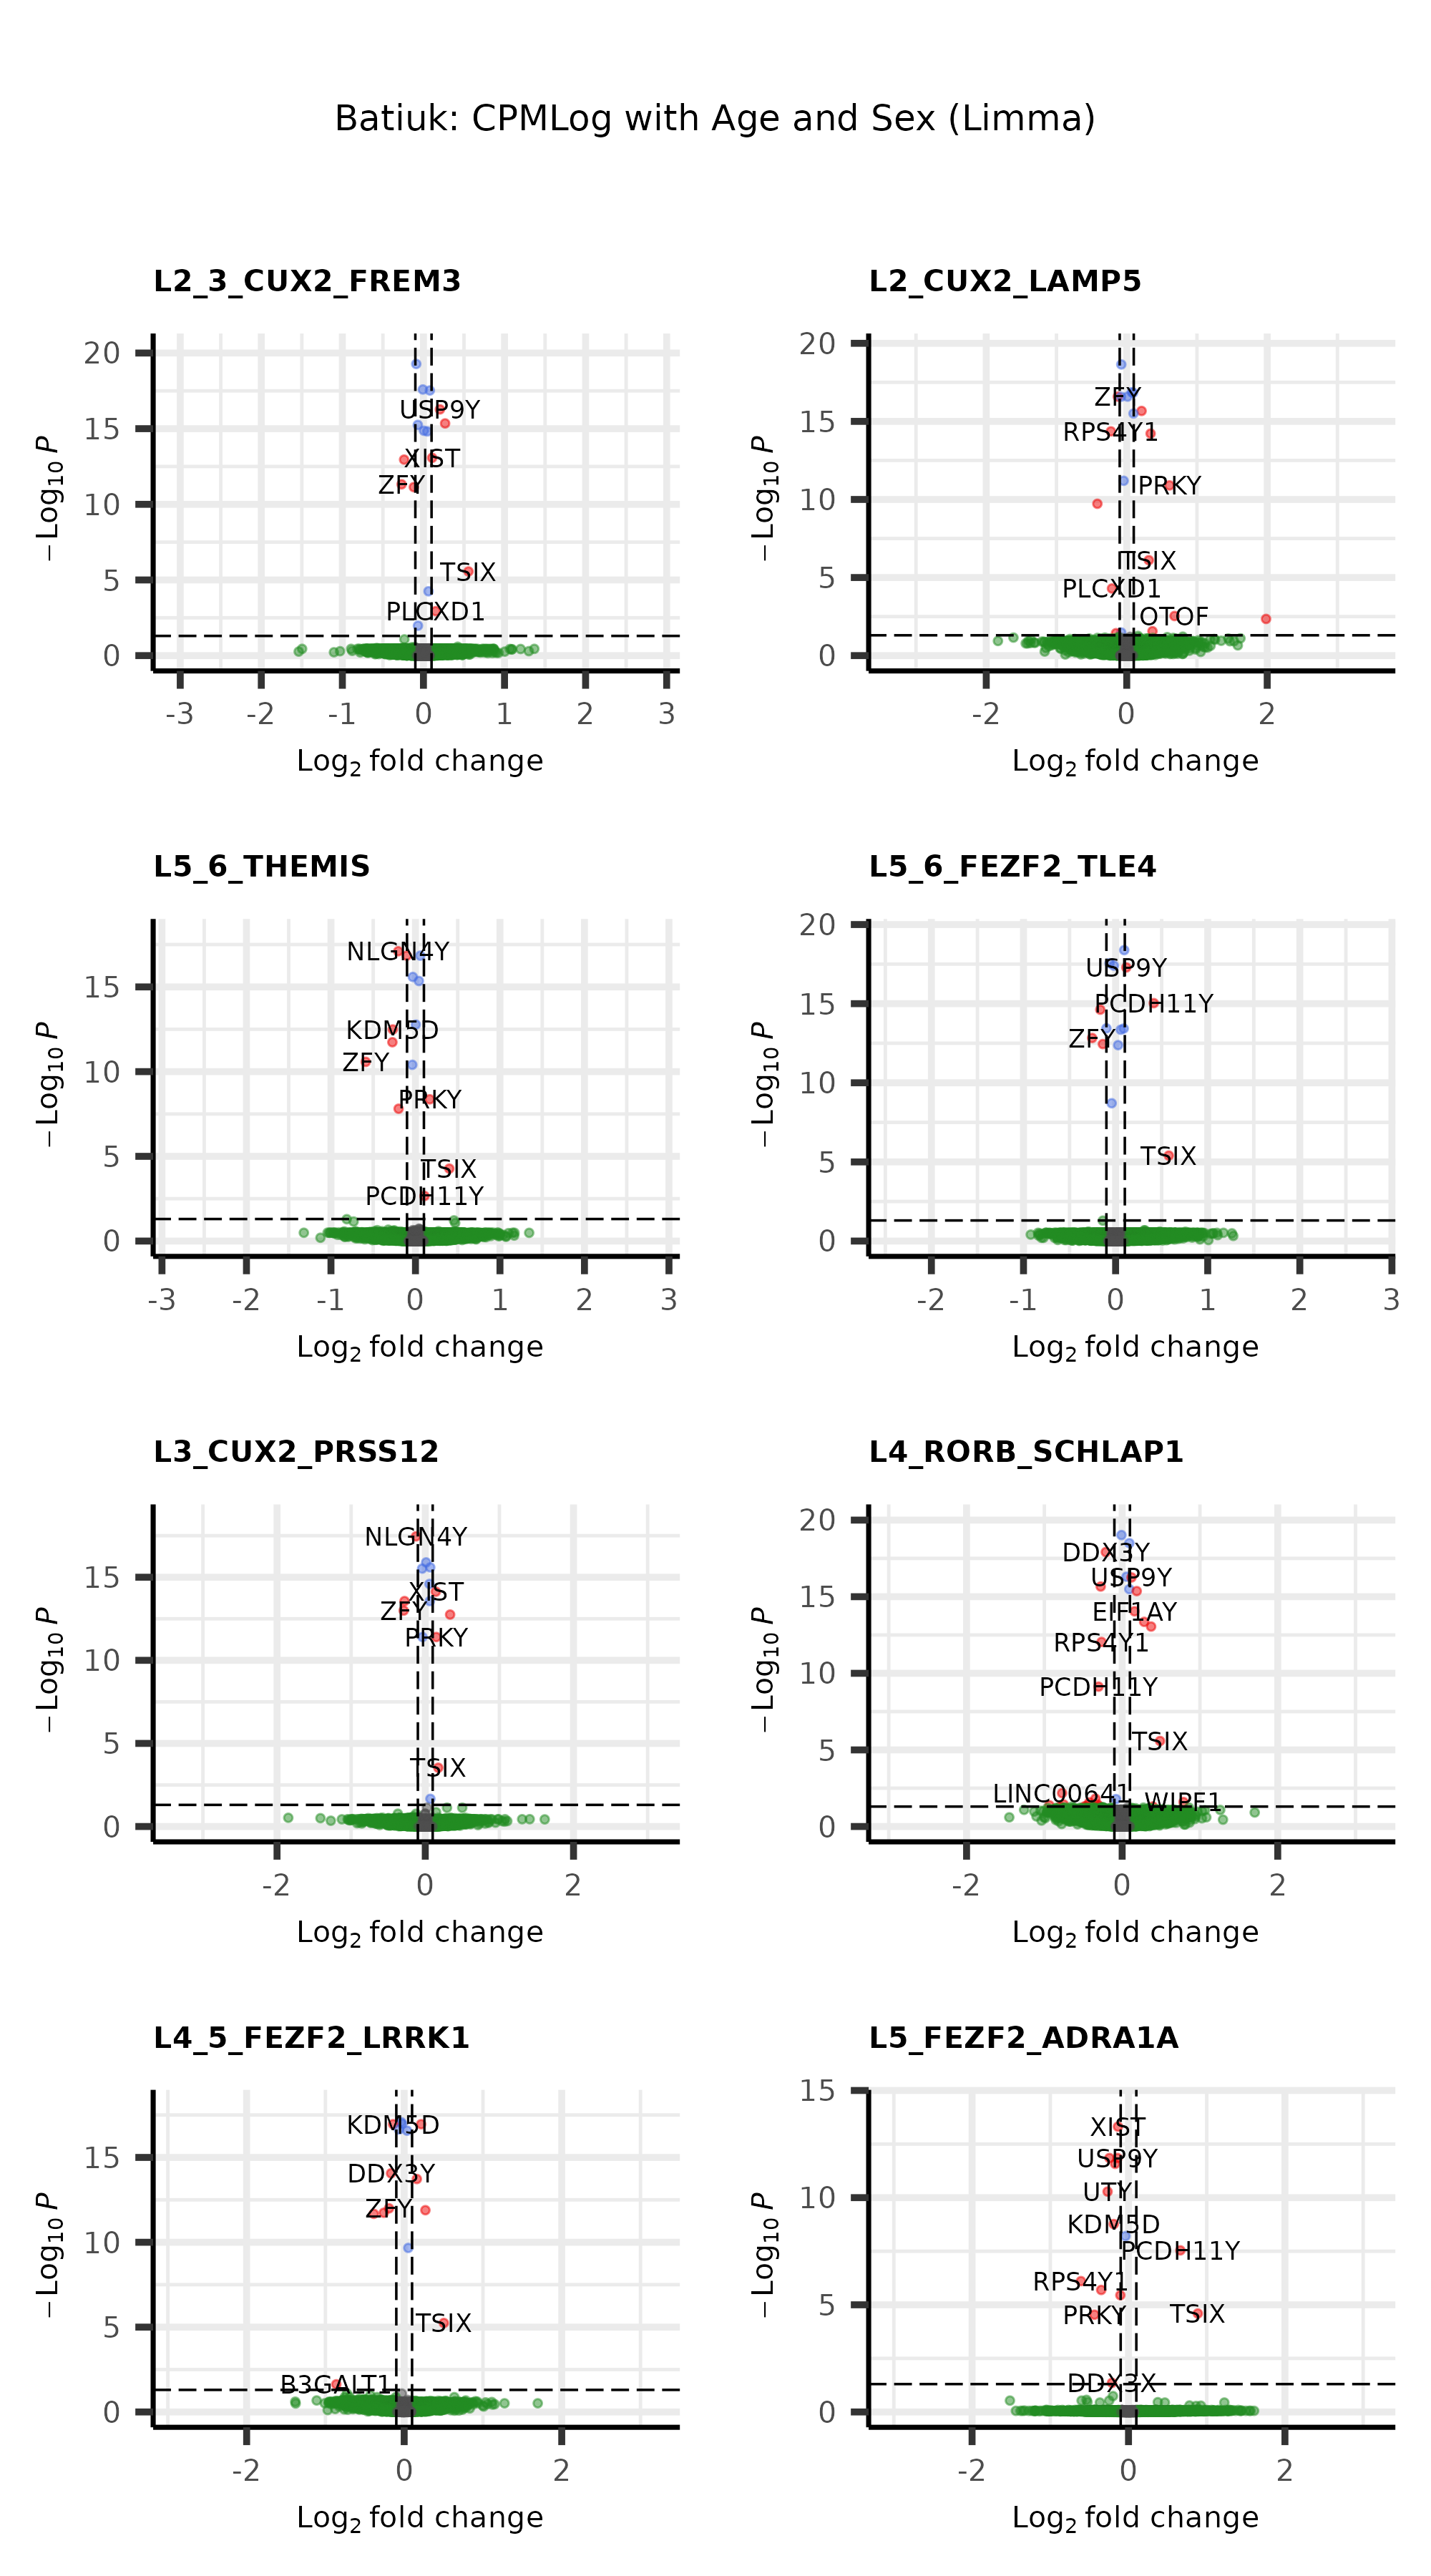 Batiuk: CPMLog with Age and Sex (Limma)
L2_3_CUX2_FREM3
L2_CUX2_LAMP5
20
15
10
5
0
−Log10 P
USP9Y
XIST
ZFY
TSIX
PLCXD1
-3 -2 -1 0 1 2 3
Log2 fold change
20
15
10
5
0
−Log10 P
ZFY
RPS4Y1
PRKY
TSIX
PLCXD1
OTOF
-2 0 2
Log2 fold change
L5_6_THEMIS
L5_6_FEZF2_TLE4
15
10
5
0
−Log10 P
NLGN4Y
KDM5D
ZFY
PRKY
TSIX
PCDH11Y
-3 -2 -1 0 1 2 3
Log2 fold change
20
15
10
5
0
−Log10 P
USP9Y
PCDH11Y
ZFY
TSIX
-2 -1 0 1 2 3
Log2 fold change
L3_CUX2_PRSS12
L4_RORB_SCHLAP1
15
10
5
0
−Log10 P
NLGN4Y
XIST
ZFY
PRKY
TSIX
-2 0 2
Log2 fold change
20
15
10
5
0
−Log10 P
DDX3Y
USP9Y
EIF1AY
RPS4Y1
PCDH11Y
TSIX
LINC00641
WIPF1
-2 0 2
Log2 fold change
L4_5_FEZF2_LRRK1
L5_FEZF2_ADRA1A
15
10
5
0
−Log10 P
KDM5D
DDX3Y
ZFY
TSIX
B3GALT1
-2 0 2
Log2 fold change
15
10
5
0
−Log10 P
XIST
USP9Y
UTY
KDM5D
PCDH11Y
RPS4Y1
PRKY
TSIX
DDX3X
-2 0 2
Log2 fold change